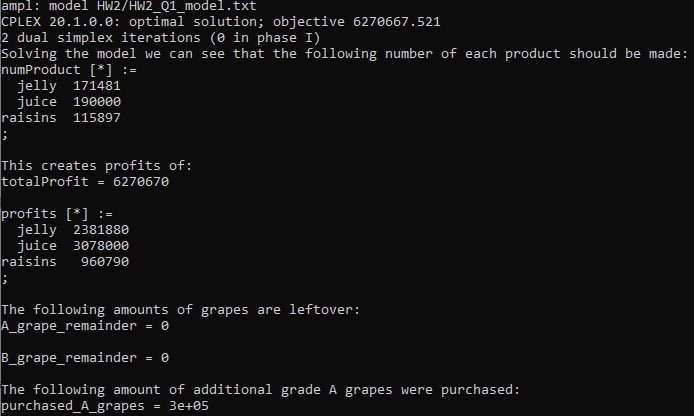 ampl: model HW2/HW2_Q1_model.txt
CPLEX 20.1.0.0: optimal solution; objective 6270667.521
2 dual simplex iterations (0 in phase I)
Solving the model we can see that the following number of each product should be made:
numProduct [*] :=
  jelly  171481
  juice  190000
raisins  115897
;

This creates profits of:
totalProfit = 6270670

profits [*] :=
  jelly  2381880
  juice  3078000
raisins   960790
;

The following amounts of grapes are leftover:
A_grape_remainder = 0

B_grape_remainder = 0

The following amount of additional grade A grapes were purchased:
purchased_A_grapes = 3e+05